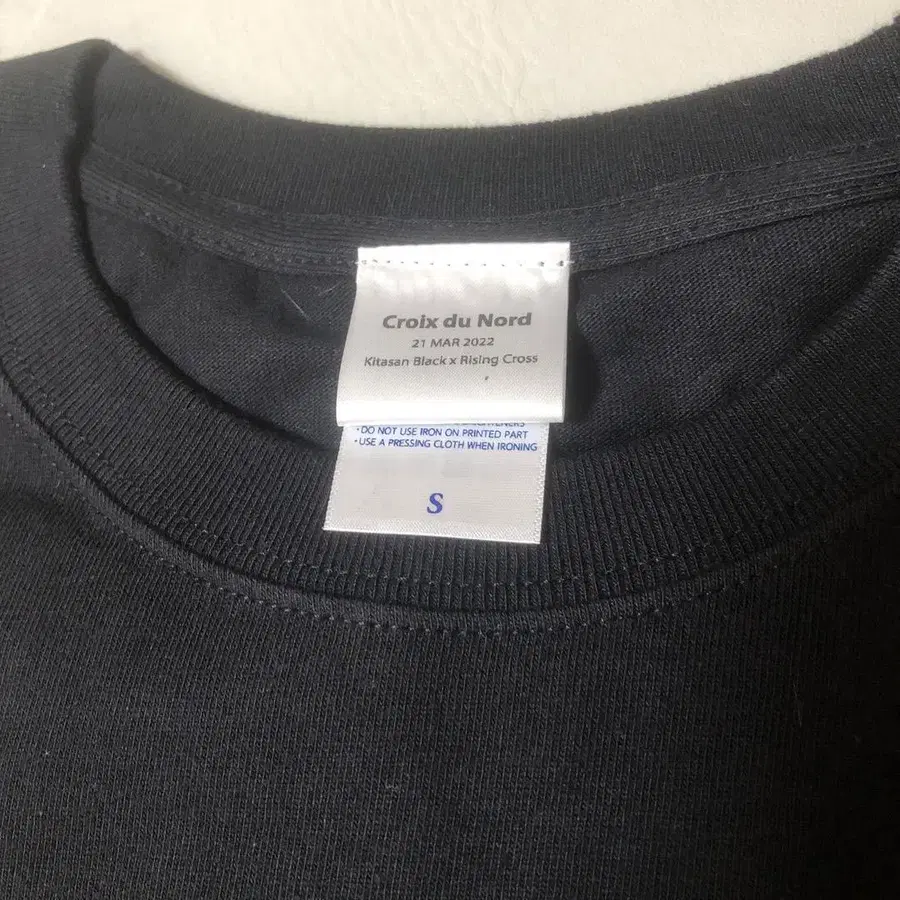 Croix du Nord
21 MAR 2022
Kitasan Black x Rising Cross
•DO NOT USE IRON ON PRINTED PART
•USE A PRESSING CLOTH WHEN IRONING
S